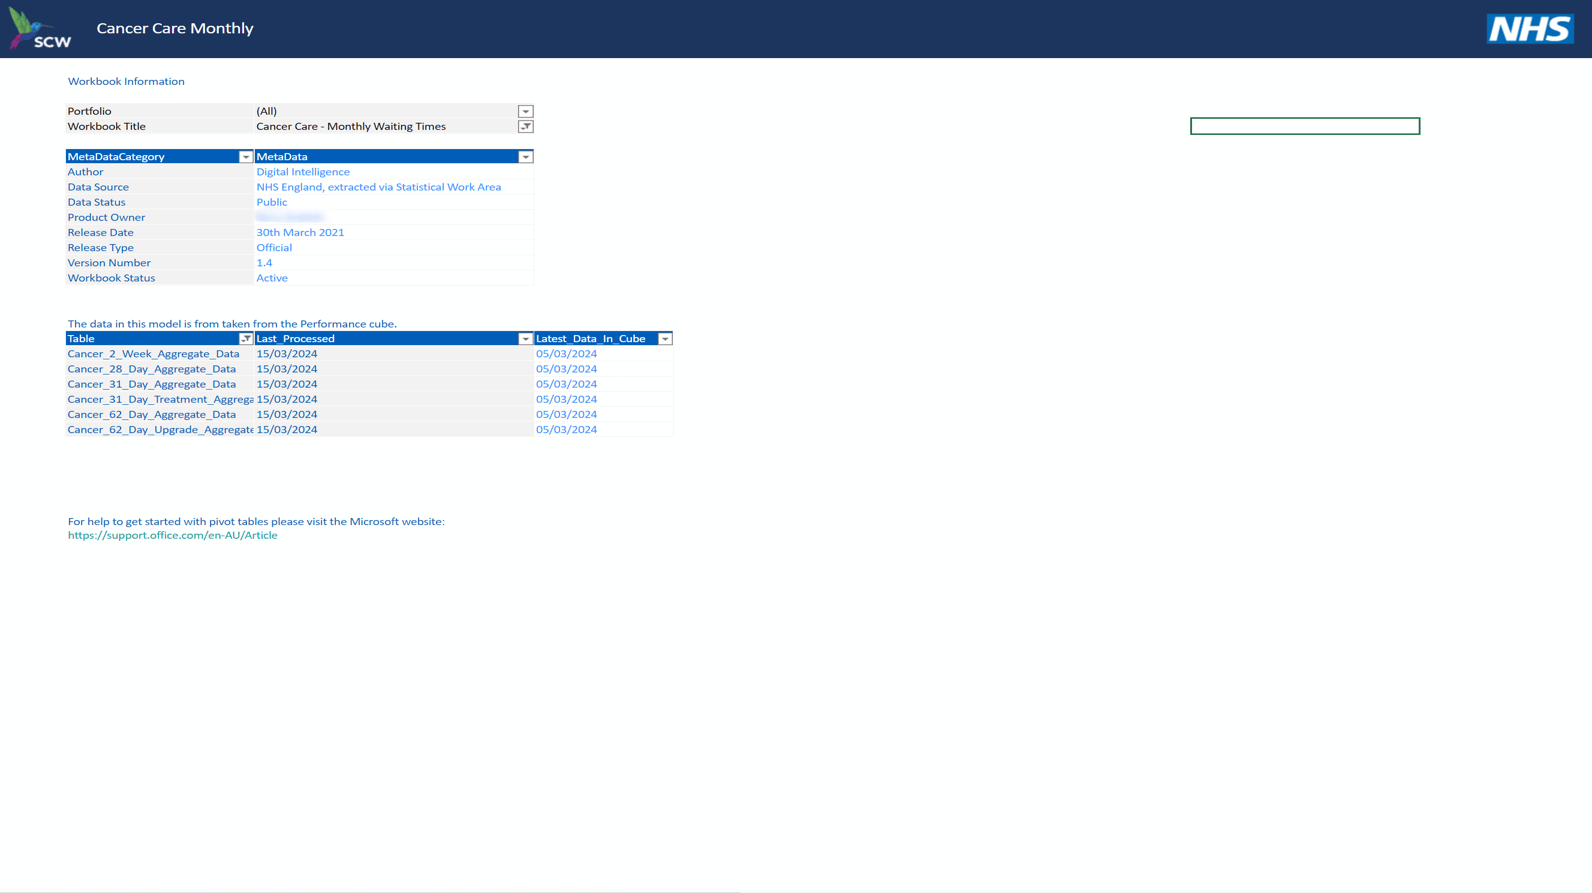 SCW
Cancer Care Monthly
NHS
Workbook Information
Portfolio (All)
Workbook Title Cancer Care - Monthly Waiting Times
MetaDataCategory MetaData
Author Digital Intelligence
Data Source NHS England, extracted via Statistical Work Area
Data Status Public
Product Owner
Release Date 30th March 2021
Release Type Official
Version Number 1.4
Workbook Status Active
The data in this model is from taken from the Performance cube.
Table Last_Processed Latest_Data_In_Cube
Cancer_2_Week_Aggregate_Data 15/03/2024 05/03/2024
Cancer_28_Day_Aggregate_Data 15/03/2024 05/03/2024
Cancer_31_Day_Aggregate_Data 15/03/2024 05/03/2024
Cancer_31_Day_Treatment_Aggrega 15/03/2024 05/03/2024
Cancer_62_Day_Aggregate_Data 15/03/2024 05/03/2024
Cancer_62_Day_Upgrade_Aggregate 15/03/2024 05/03/2024
For help to get started with pivot tables please visit the Microsoft website:
https://support.office.com/en-AU/Article